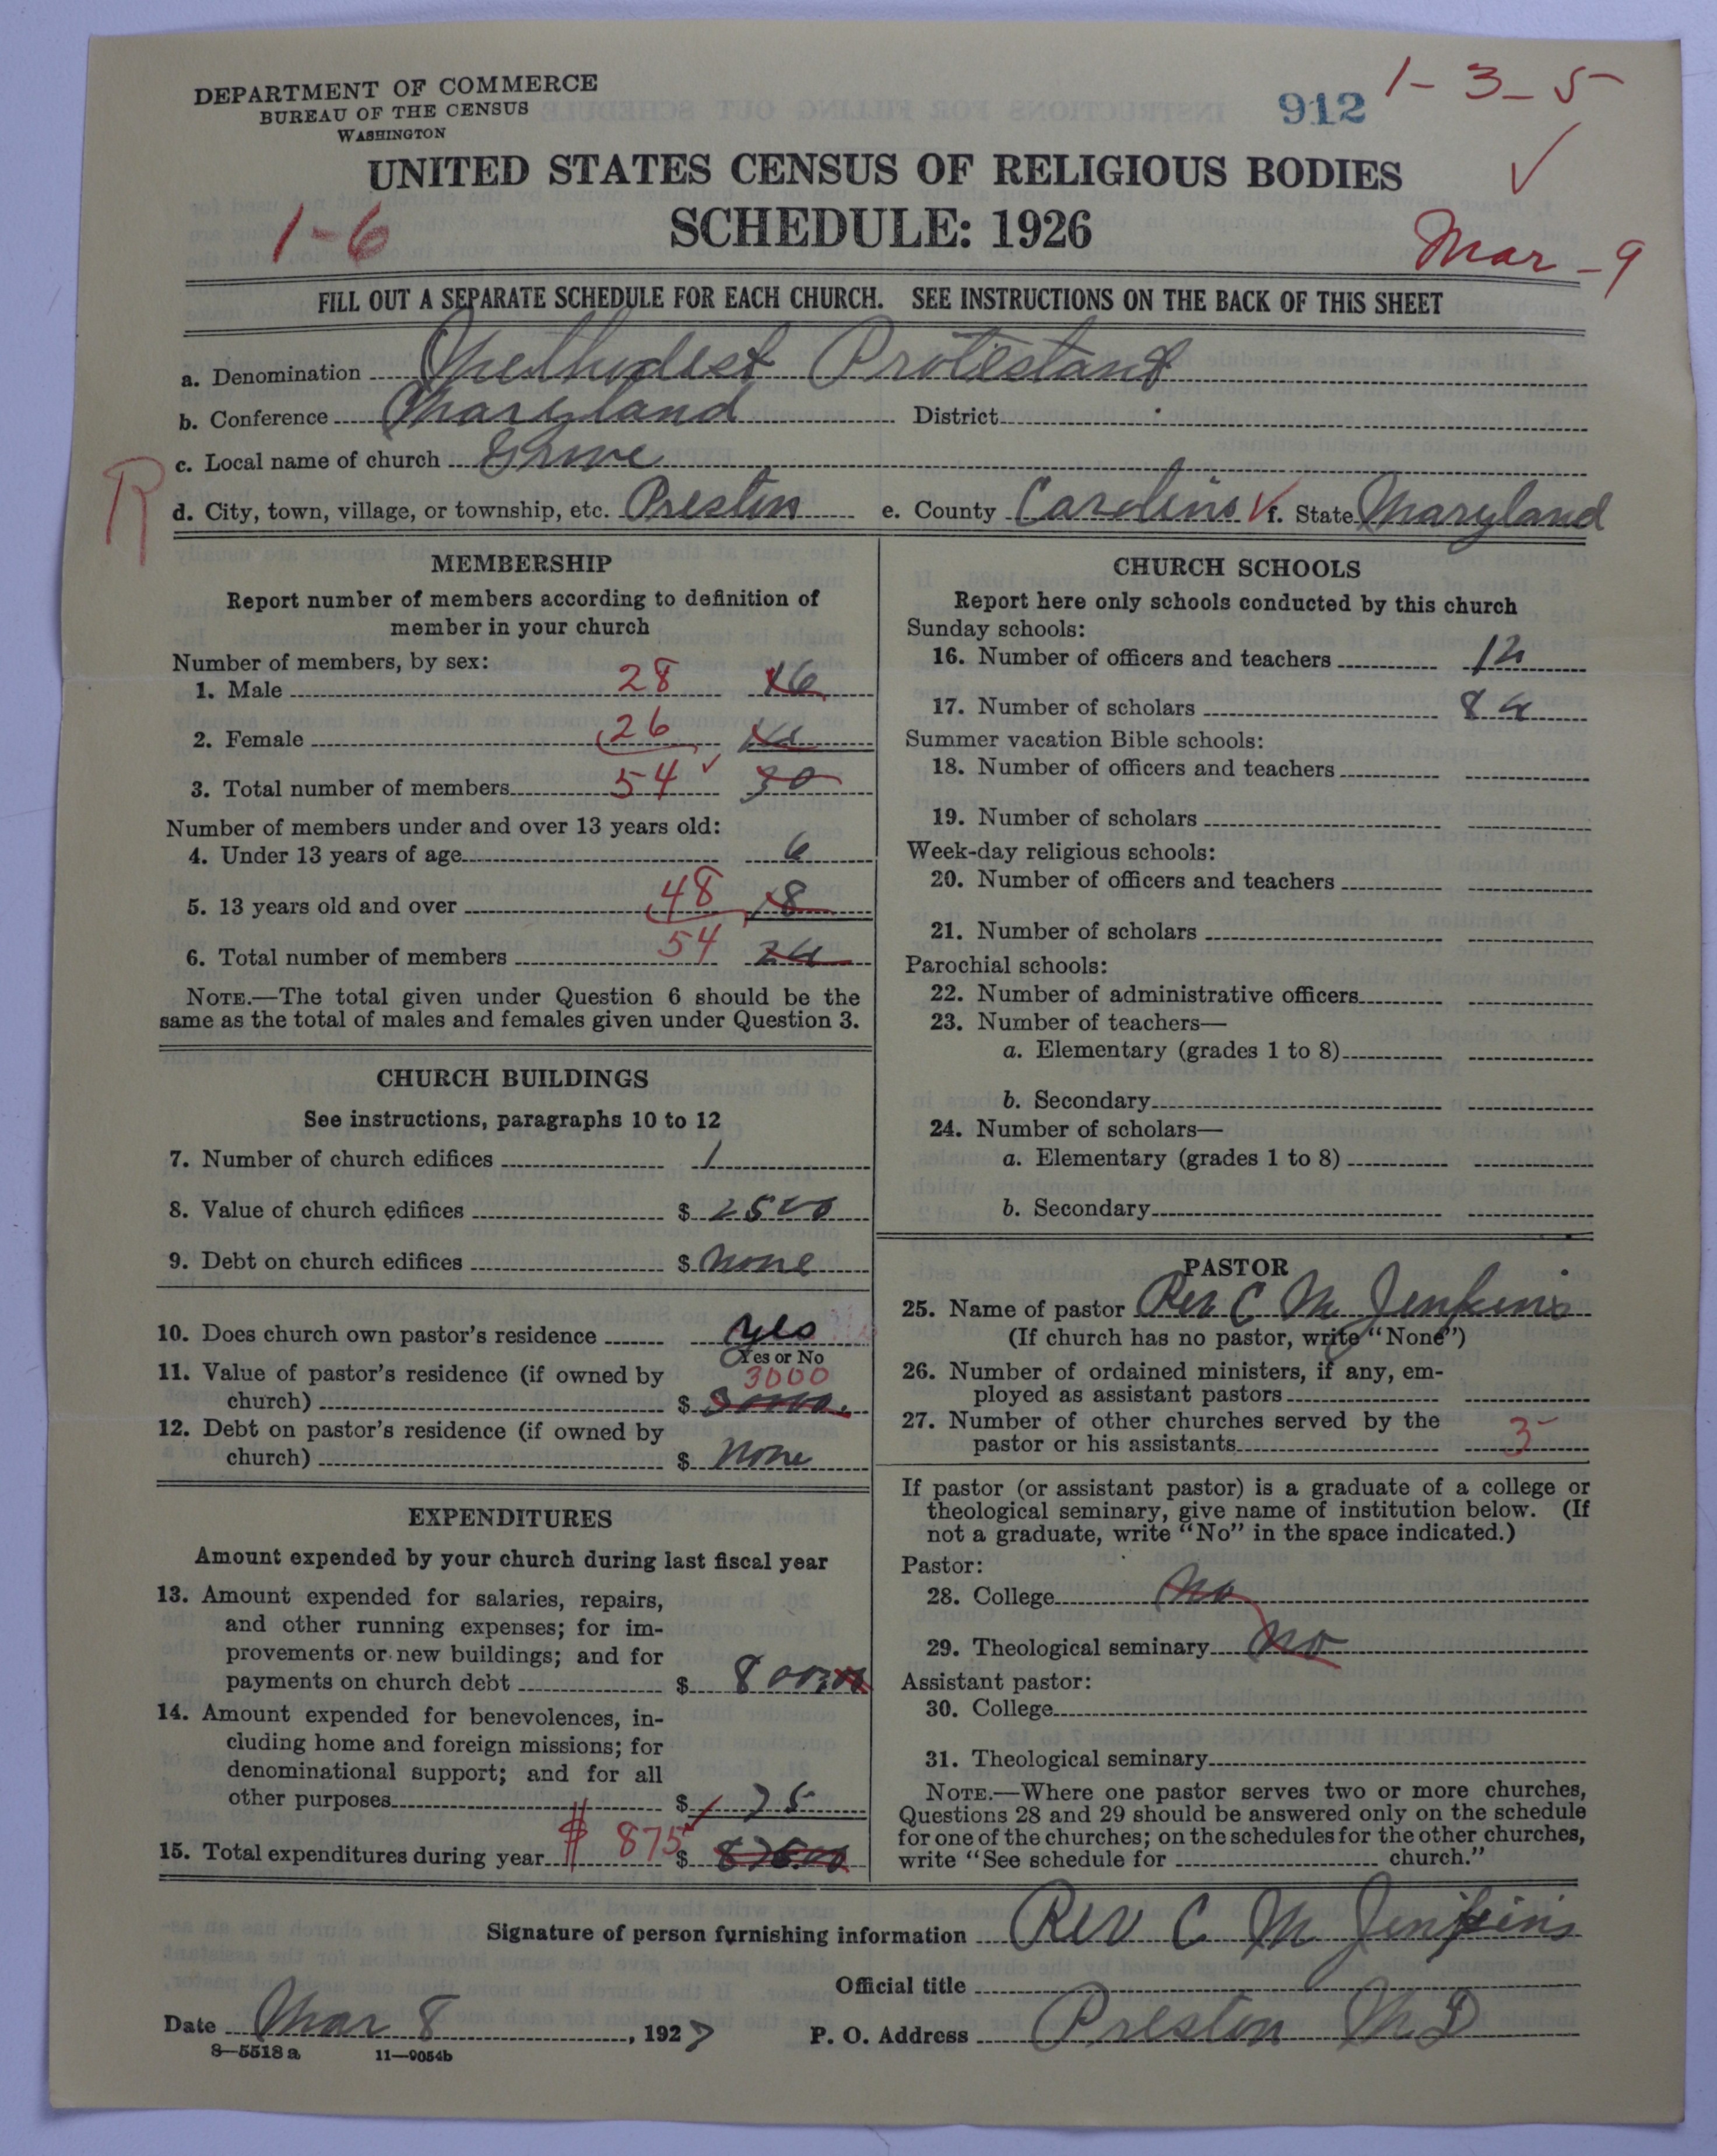 DEPARTMENT OF COMMERCE
BUREAU OF THE CENSUS
WASHINGTON
912 1-3-5
UNITED STATES CENSUS OF RELIGIOUS BODIES
1-6 SCHEDULE: 1926 Mar-9
FILL OUT A SEPARATE SCHEDULE FOR EACH CHURCH. SEE INSTRUCTIONS ON THE BACK OF THIS SHEET
a. Denomination Methodest Protestant
b. Conference Maryland District
c. Local name of church
R
d. City, town, village, or township, etc. Preston e. County Caroline f. State Maryland
MEMBERSHIP
Report number of members according to definition of
member in your church
Number of members, by sex:
1. Male 28 16
2. Female 26
3. Total number of members 54 30
Number of members under and over 13 years old:
4. Under 13 years of age 6
5. 13 years old and over 48 18
6. Total number of members 54 24
NOTE.—The total given under Question 6 should be the
same as the total of males and females given under Question 3.
CHURCH BUILDINGS
See instructions, paragraphs 10 to 12
7. Number of church edifices 1
8. Value of church edifices $ 2500
9. Debt on church edifices $ none
10. Does church own pastor's residence yes
Yes or No
11. Value of pastor's residence (if owned by
church) $ 3000
12. Debt on pastor's residence (if owned by
church) $ none
EXPENDITURES
Amount expended by your church during last fiscal year
13. Amount expended for salaries, repairs,
and other running expenses; for im-
provements or new buildings; and for
payments on church debt $ 800
14. Amount expended for benevolences, in-
cluding home and foreign missions; for
denominational support; and for all
other purposes $ 75
15. Total expenditures during year $ 875 $ 875.00
CHURCH SCHOOLS
Report here only schools conducted by this church
Sunday schools:
16. Number of officers and teachers 12
17. Number of scholars 84
Summer vacation Bible schools:
18. Number of officers and teachers
19. Number of scholars
Week-day religious schools:
20. Number of officers and teachers
21. Number of scholars
Parochial schools:
22. Number of administrative officers
23. Number of teachers—
a. Elementary (grades 1 to 8)
b. Secondary
24. Number of scholars—
a. Elementary (grades 1 to 8)
b. Secondary
PASTOR
25. Name of pastor Rev C M Jenkins
(If church has no pastor, write "None")
26. Number of ordained ministers, if any, em-
ployed as assistant pastors
27. Number of other churches served by the
pastor or his assistants 3
If pastor (or assistant pastor) is a graduate of a college or
theological seminary, give name of institution below. (If
not a graduate, write "No" in the space indicated.)
Pastor:
28. College No
29. Theological seminary No
Assistant pastor:
30. College
31. Theological seminary
NOTE.—Where one pastor serves two or more churches,
Questions 28 and 29 should be answered only on the schedule
for one of the churches; on the schedules for the other churches,
write "See schedule for church."
Signature of person furnishing information Rev C M Jenkins
Official title
Date Mar 8, 1927 P. O. Address Preston MD
8—5518a 11—9054b